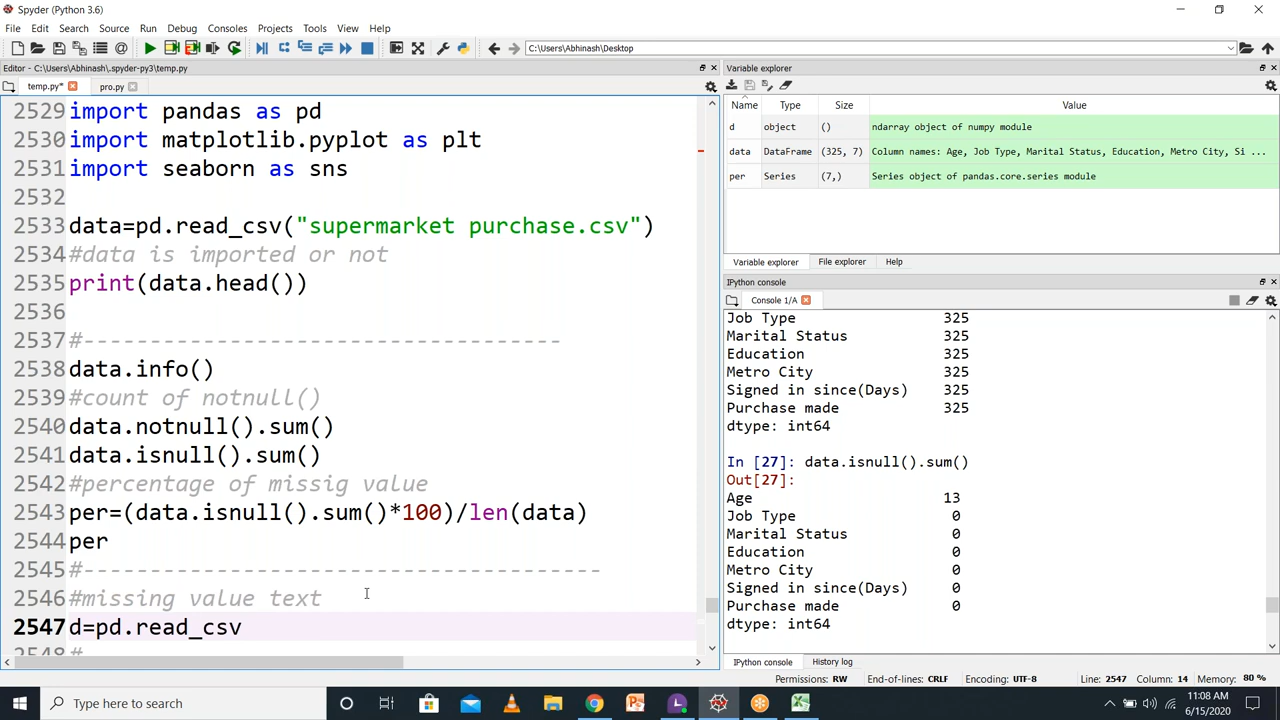 Spyder (Python 3.6)
File Edit Search Source Run Debug Consoles Projects Tools View Help
C:\Users\Abhinash\Desktop
Editor - C:\Users\Abhinash\.spyder-py3\temp.py
temp.py* pro.py
2529 import pandas as pd
2530 import matplotlib.pyplot as plt
2531 import seaborn as sns
2532
2533 data=pd.read_csv("supermarket purchase.csv")
2534 #data is imported or not
2535 print(data.head())
2536
2537 #------------------------------------
2538 data.info()
2539 #count of notnull()
2540 data.notnull().sum()
2541 data.isnull().sum()
2542 #percentage of missig value
2543 per=(data.isnull().sum()*100)/len(data)
2544 per
2545 #---------------------------------------
2546 #missing value text
2547 d=pd.read_csv
2548 #
Variable explorer
Name Type Size Value
d object () ndarray object of numpy module
data DataFrame (325, 7) Column names: Age, Job Type, Marital Status, Education, Metro City, Si ...
per Series (7,) Series object of pandas.core.series module
Variable explorer File explorer Help
IPython console
Console 1/A
Job Type 325
Marital Status 325
Education 325
Metro City 325
Signed in since(Days) 325
Purchase made 325
dtype: int64
In [27]: data.isnull().sum()
Out[27]:
Age 13
Job Type 0
Marital Status 0
Education 0
Metro City 0
Signed in since(Days) 0
Purchase made 0
dtype: int64
IPython console History log
Permissions: RW End-of-lines: CRLF Encoding: UTF-8 Line: 2547 Column: 14 Memory: 80 %
Type here to search
11:08 AM
6/15/2020